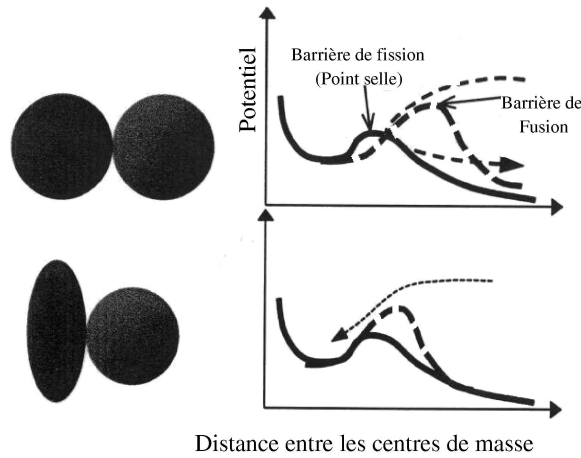 Potentiel
Barrière de fission
(Point selle)
Barrière de
Fusion
Distance entre les centres de masse